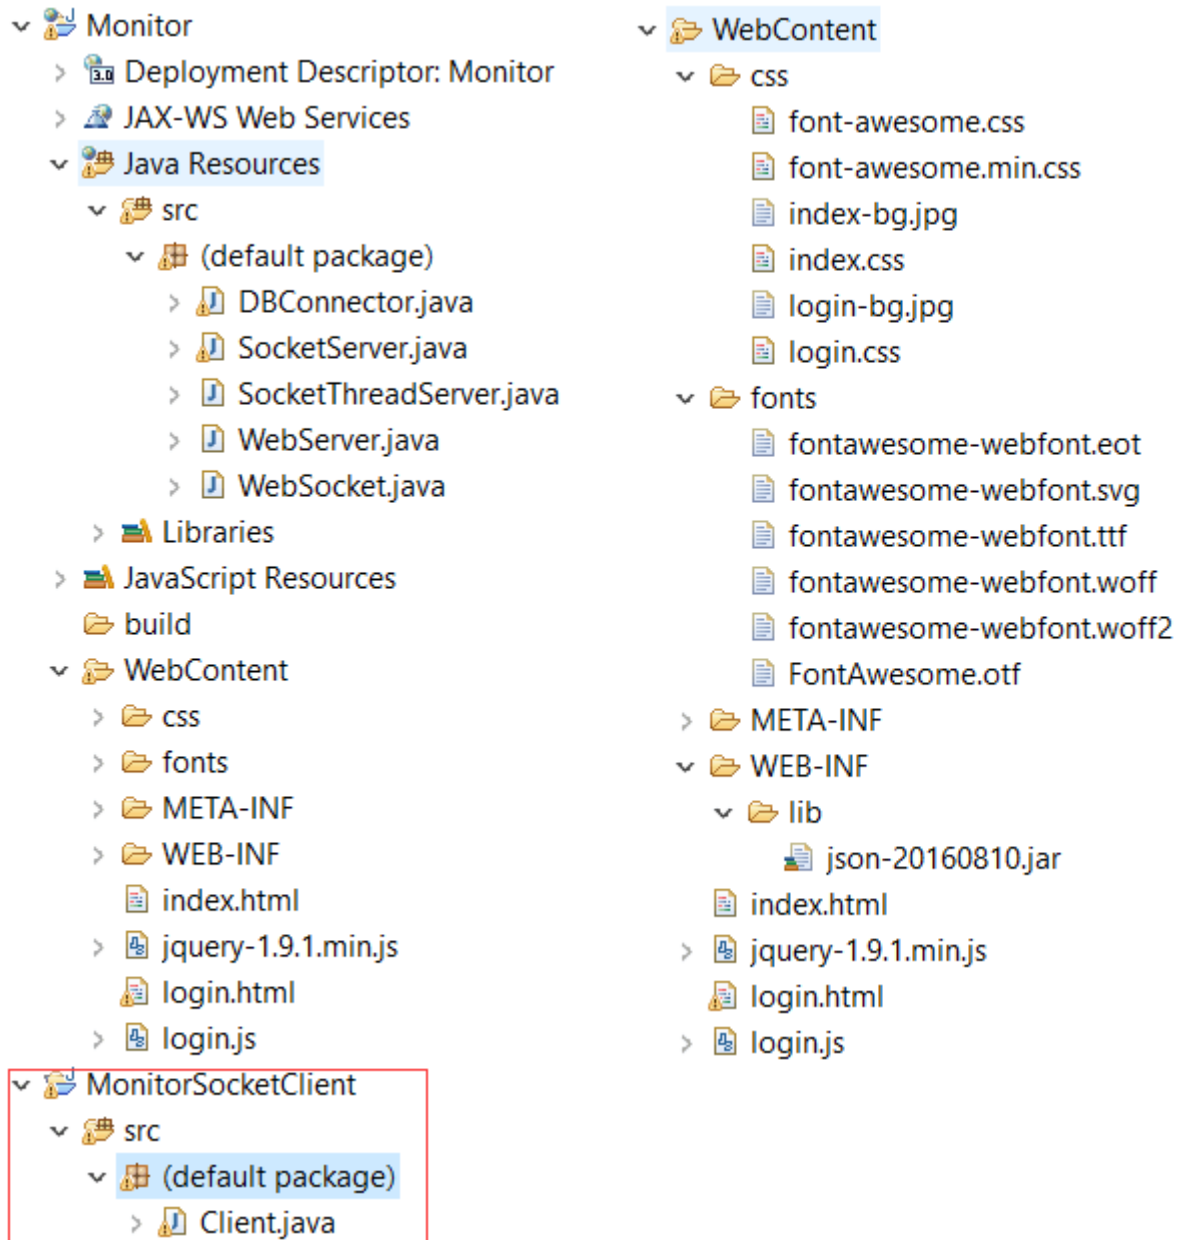 Monitor
Deployment Descriptor: Monitor
JAX-WS Web Services
Java Resources
src
(default package)
DBConnector.java
SocketServer.java
SocketThreadServer.java
WebServer.java
WebSocket.java
Libraries
JavaScript Resources
build
WebContent
css
fonts
META-INF
WEB-INF
index.html
jquery-1.9.1.min.js
login.html
login.js
MonitorSocketClient
src
(default package)
Client.java
WebContent
css
font-awesome.css
font-awesome.min.css
index-bg.jpg
index.css
login-bg.jpg
login.css
fonts
fontawesome-webfont.eot
fontawesome-webfont.svg
fontawesome-webfont.ttf
fontawesome-webfont.woff
fontawesome-webfont.woff2
FontAwesome.otf
META-INF
WEB-INF
lib
json-20160810.jar
index.html
jquery-1.9.1.min.js
login.html
login.js